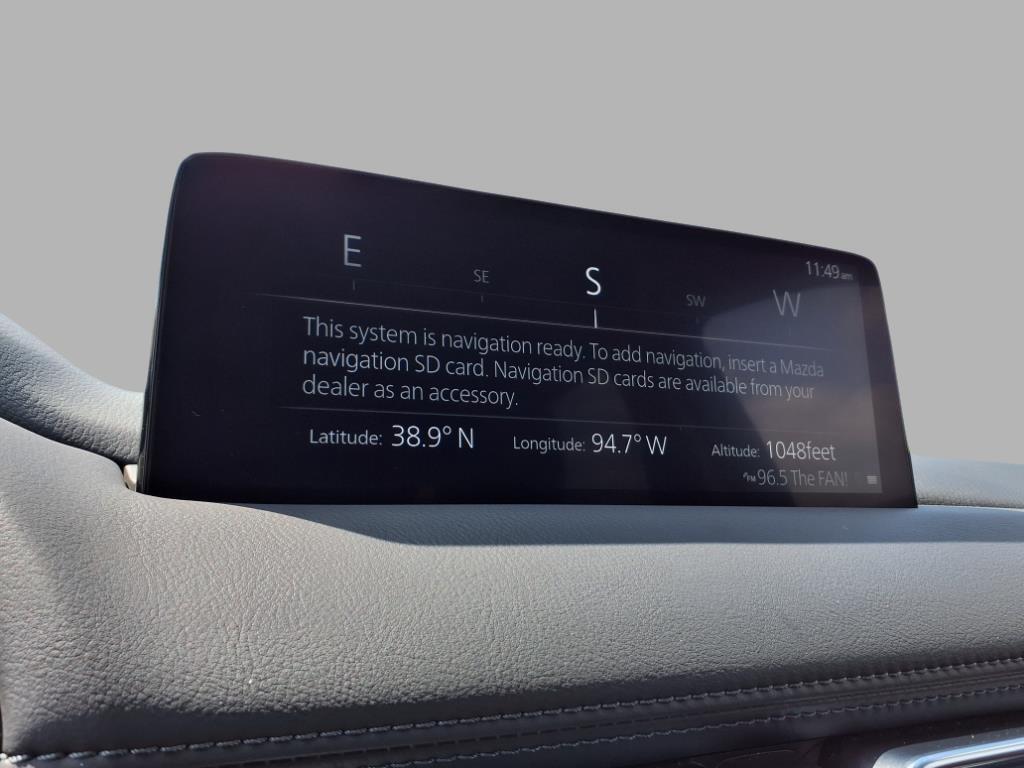 11:49am
E SE S SW W
This system is navigation ready. To add navigation, insert a Mazda
navigation SD card. Navigation SD cards are available from your
dealer as an accessory.
Latitude: 38.9° N Longitude: 94.7° W Altitude: 1048feet
FM 96.5 The FAN!